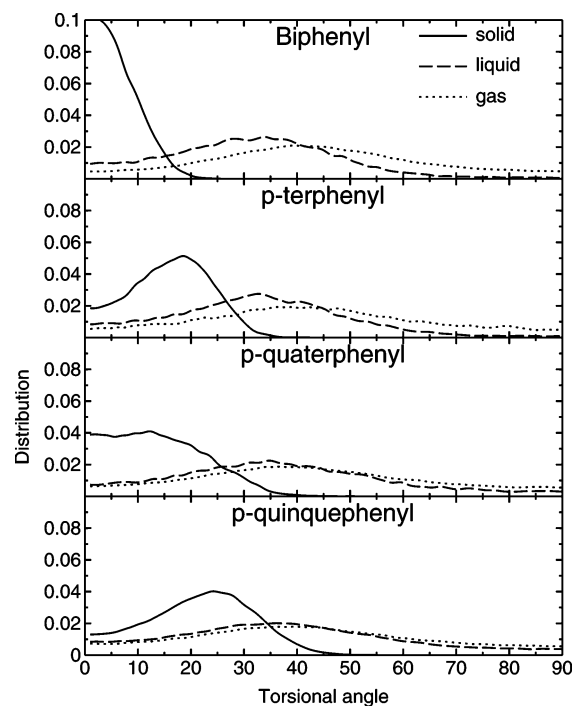 0.1
Biphenyl
solid
liquid
gas
0.08
0.06
0.04
0.02
p-terphenyl
0.08
0.06
0.04
0.02
p-quaterphenyl
0.08
0.06
0.04
0.02
Distribution
p-quinquephenyl
0.08
0.06
0.04
0.02
0
0 10 20 30 40 50 60 70 80 90
Torsional angle